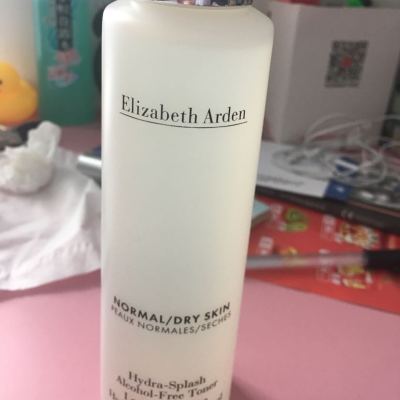 Elizabeth Arden
NORMAL/DRY SKIN
PEAUX NORMALES/SÈCHES
Hydra-Splash
Alcohol-Free Toner